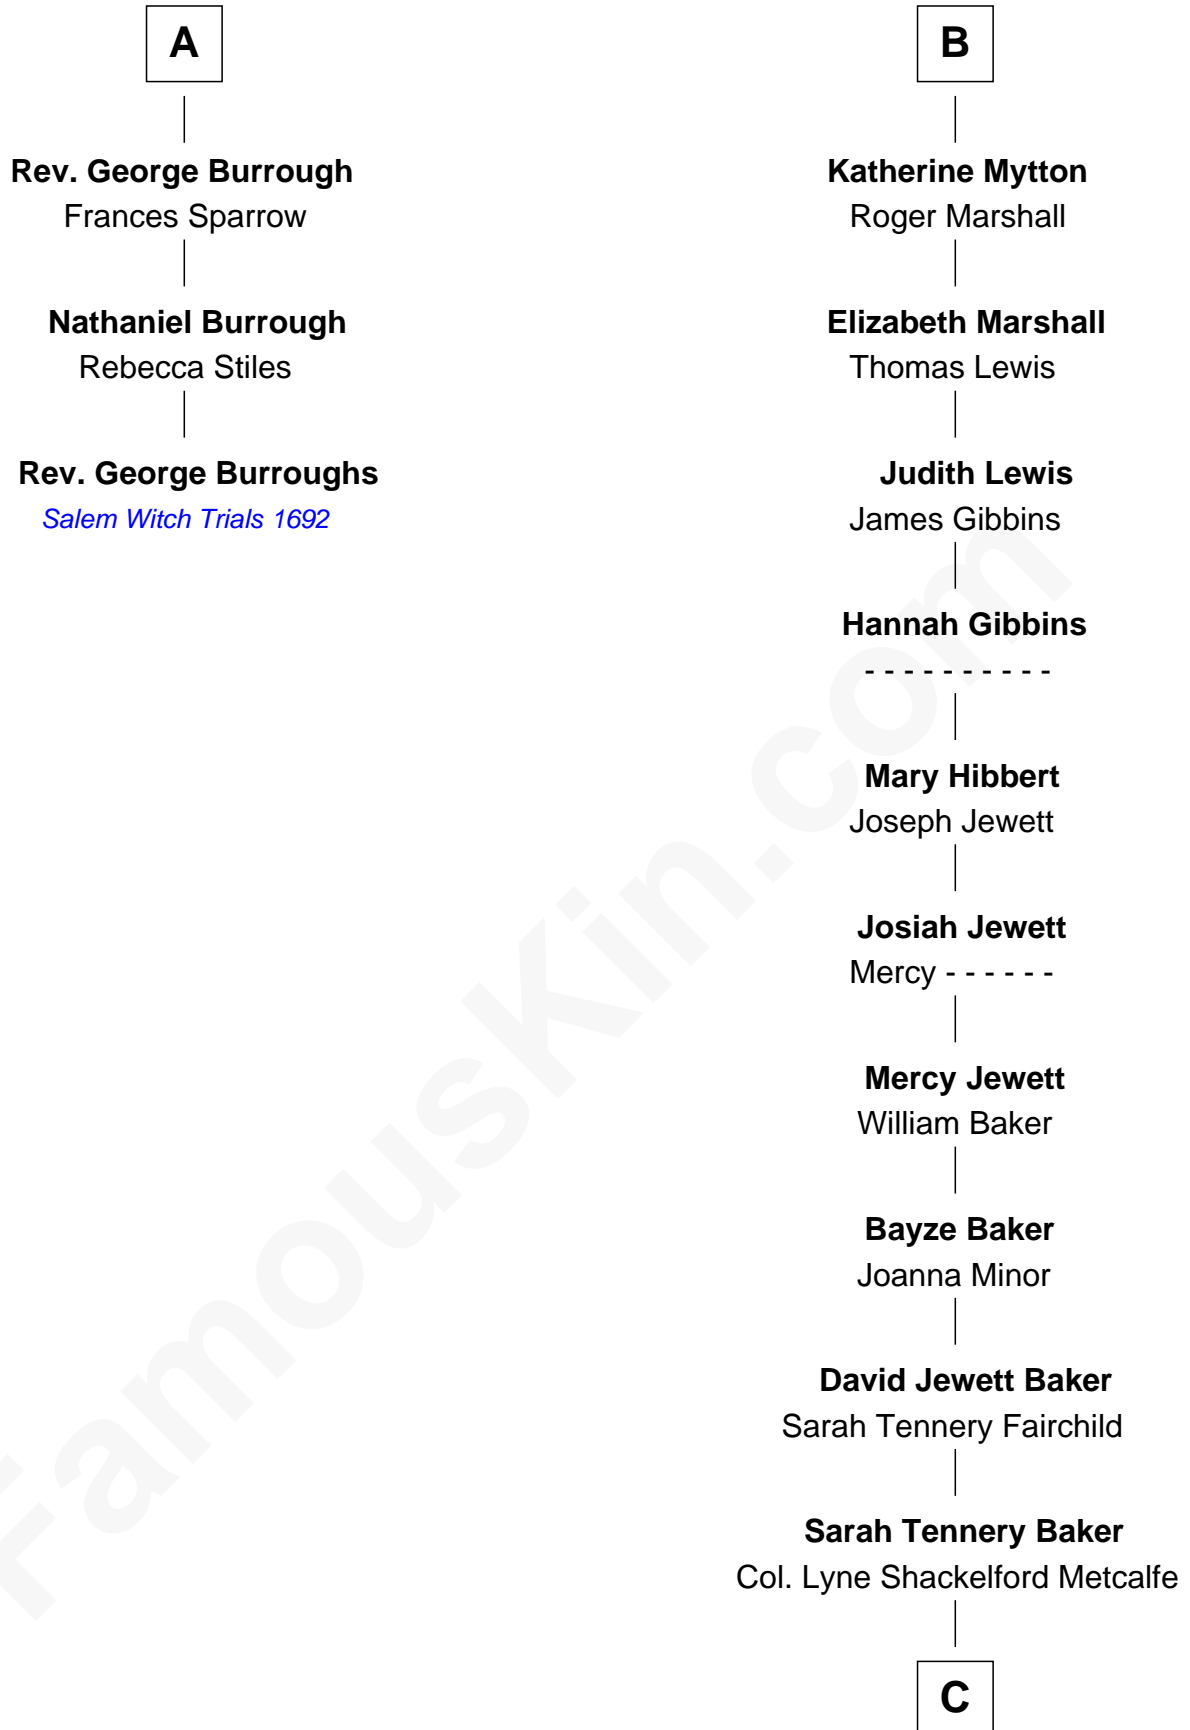 A
Rev. George Burrough
Frances Sparrow
Nathaniel Burrough
Rebecca Stiles
Rev. George Burroughs
Salem Witch Trials 1692
B
Katherine Mytton
Roger Marshall
Elizabeth Marshall
Thomas Lewis
Judith Lewis
James Gibbins
Hannah Gibbins
- - - - - - - - - -
Mary Hibbert
Joseph Jewett
Josiah Jewett
Mercy - - - - - -
Mercy Jewett
William Baker
Bayze Baker
Joanna Minor
David Jewett Baker
Sarah Tennery Fairchild
Sarah Tennery Baker
Col. Lyne Shackelford Metcalfe
C
FamousKin.com